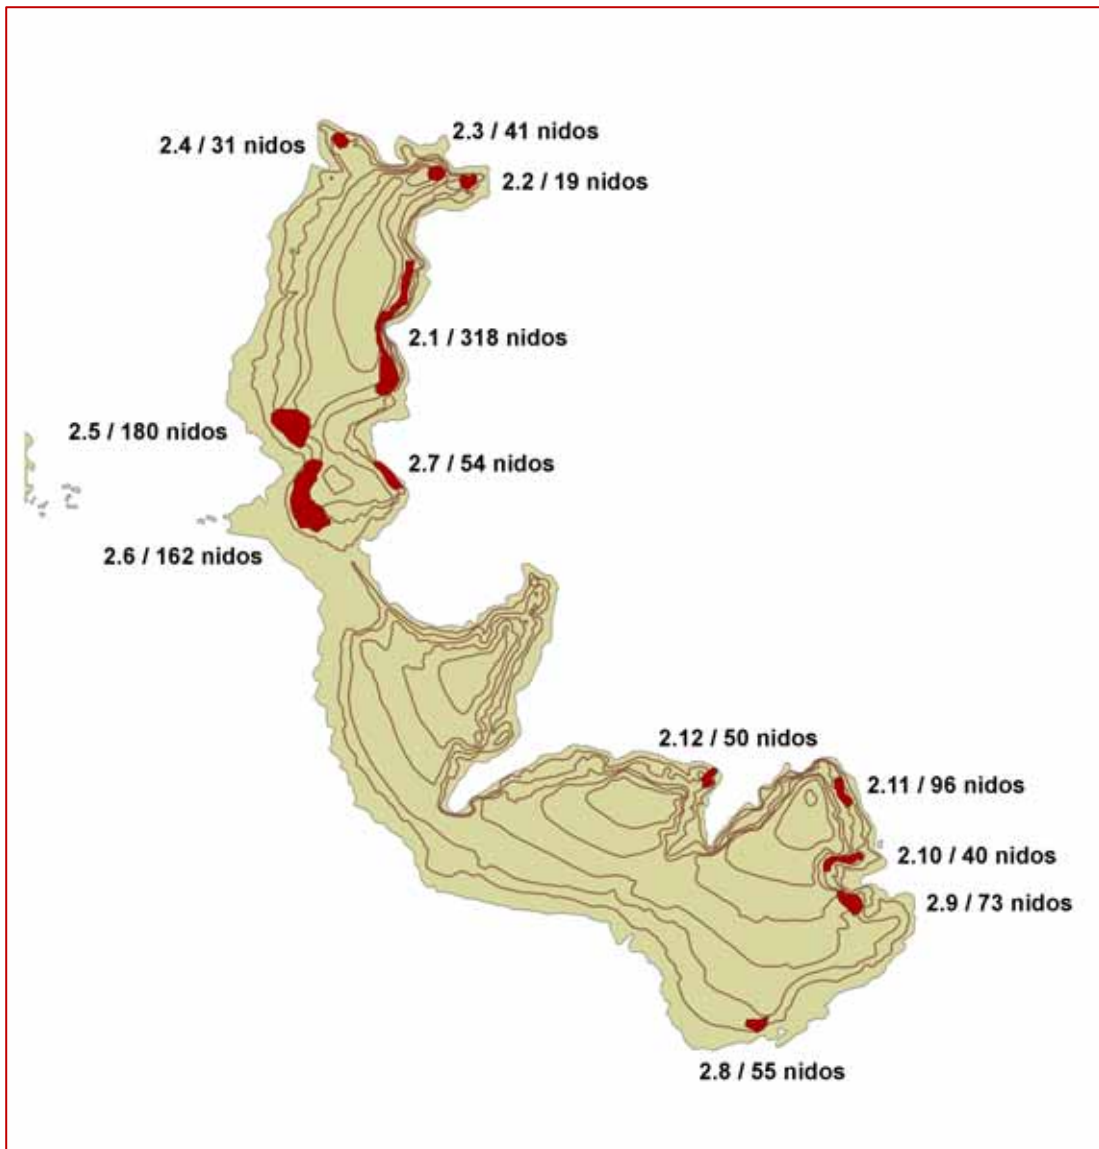 2.3 / 41 nidos
2.4 / 31 nidos
2.2 / 19 nidos
2.1 / 318 nidos
2.5 / 180 nidos
2.7 / 54 nidos
2.6 / 162 nidos
2.12 / 50 nidos
2.11 / 96 nidos
2.10 / 40 nidos
2.9 / 73 nidos
2.8 / 55 nidos